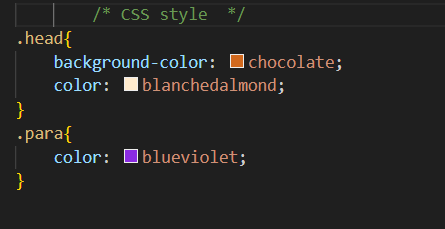 /* CSS style  */
.head{
background-color: chocolate;
color: blanchedalmond;
}
.para{
color: blueviolet;
}